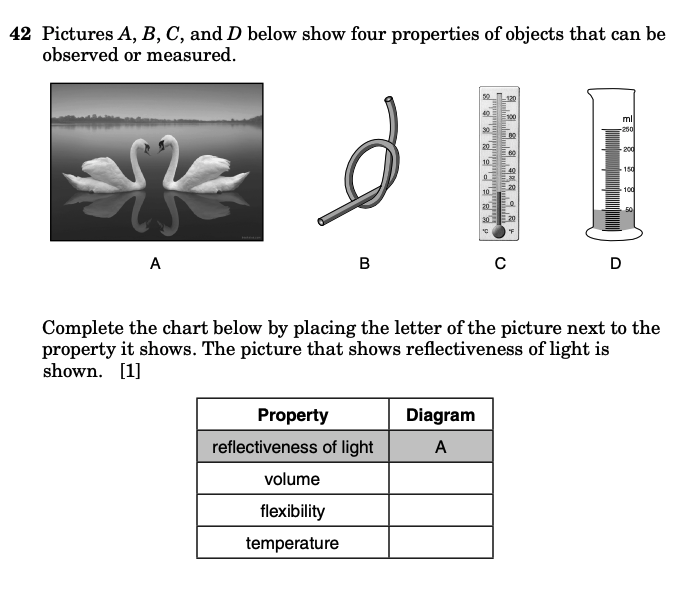 42 Pictures A, B, C, and D below show four properties of objects that can be
observed or measured.
50 120
40 100
30 80
20 60
10 40
0 32
10 20
20 0
30 20
°C °F
ml
250
200
150
100
50
A B C D
Complete the chart below by placing the letter of the picture next to the
property it shows. The picture that shows reflectiveness of light is
shown. [1]
Property Diagram
reflectiveness of light A
volume
flexibility
temperature